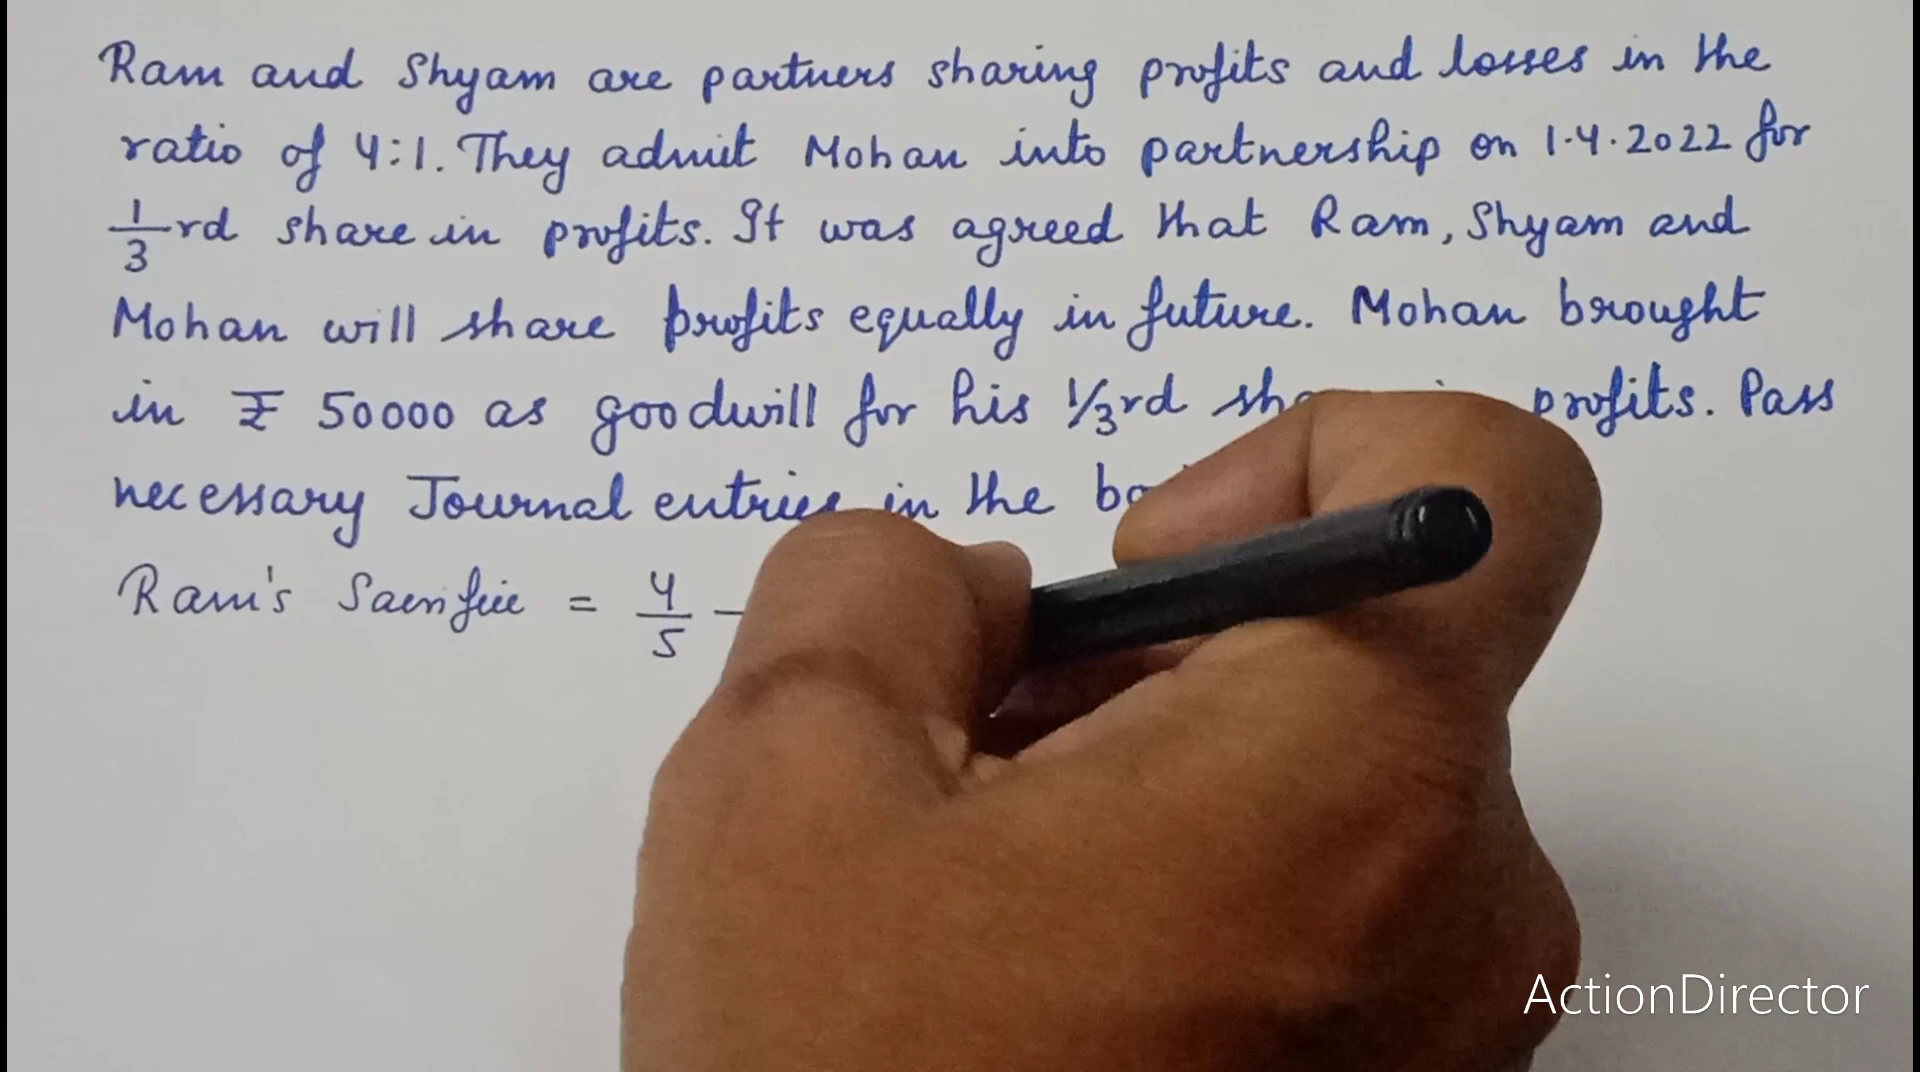 Ram and Shyam are partners sharing profits and losses in the
ratio of 4:1. They admit Mohan into partnership on 1.4.2022 for
1/3rd share in profits. It was agreed that Ram, Shyam and
Mohan will share profits equally in future. Mohan brought
in ₹ 50000 as goodwill for his 1/3rd profits. Pass
necessary Journal entries in the
Ram's Sacrifice = 4/5 -
ActionDirector